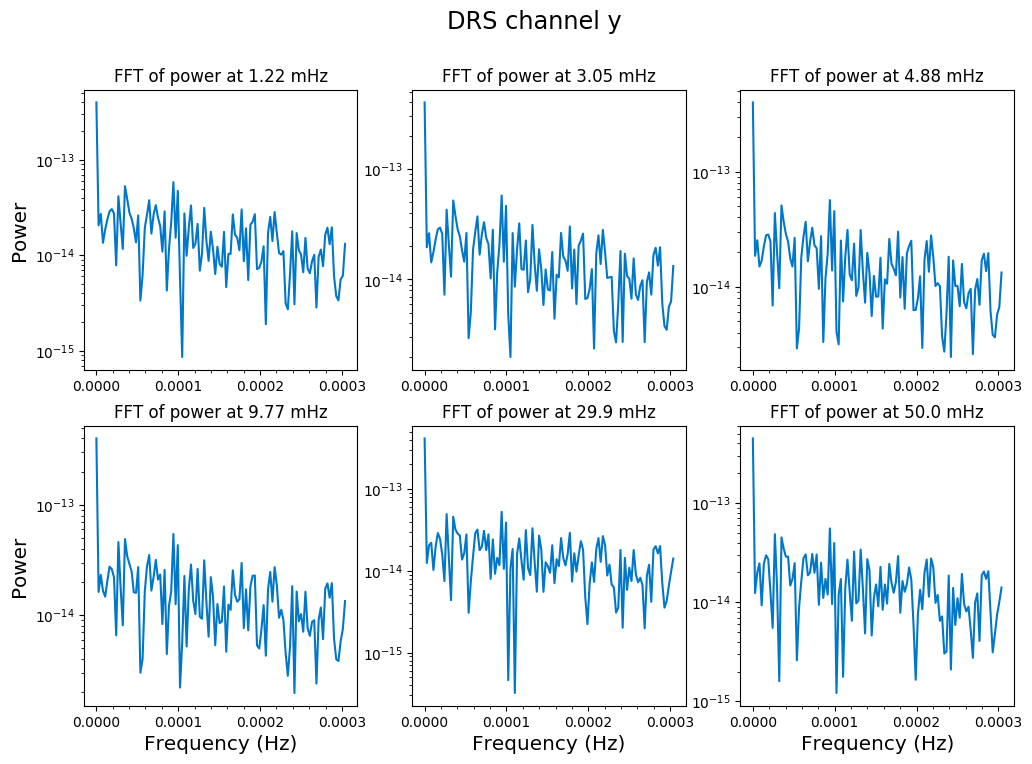 DRS channel y
FFT of power at 1.22 mHz
FFT of power at 3.05 mHz
FFT of power at 4.88 mHz
Power
10⁻¹³
10⁻¹⁴
10⁻¹⁵
10⁻¹³
10⁻¹⁴
10⁻¹³
10⁻¹⁴
0.0000 0.0001 0.0002 0.0003
0.0000 0.0001 0.0002 0.0003
0.0000 0.0001 0.0002 0.0003
FFT of power at 9.77 mHz
FFT of power at 29.9 mHz
FFT of power at 50.0 mHz
Power
10⁻¹³
10⁻¹⁴
10⁻¹³
10⁻¹⁴
10⁻¹⁵
10⁻¹³
10⁻¹⁴
10⁻¹⁵
0.0000 0.0001 0.0002 0.0003
0.0000 0.0001 0.0002 0.0003
0.0000 0.0001 0.0002 0.0003
Frequency (Hz)
Frequency (Hz)
Frequency (Hz)